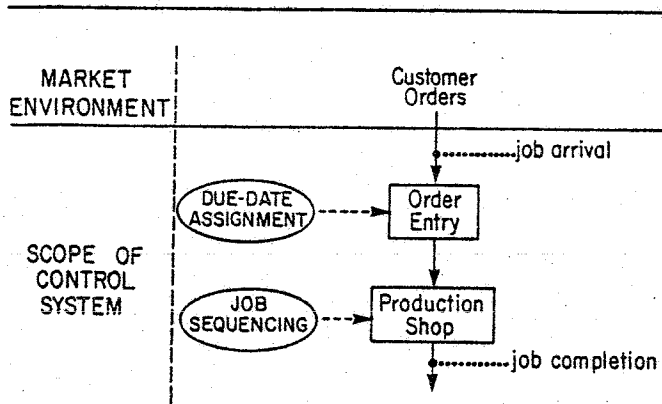 MARKET
ENVIRONMENT
Customer
Orders
job arrival
DUE-DATE
ASSIGNMENT
Order
Entry
SCOPE OF
CONTROL
SYSTEM
JOB
SEQUENCING
Production
Shop
job completion